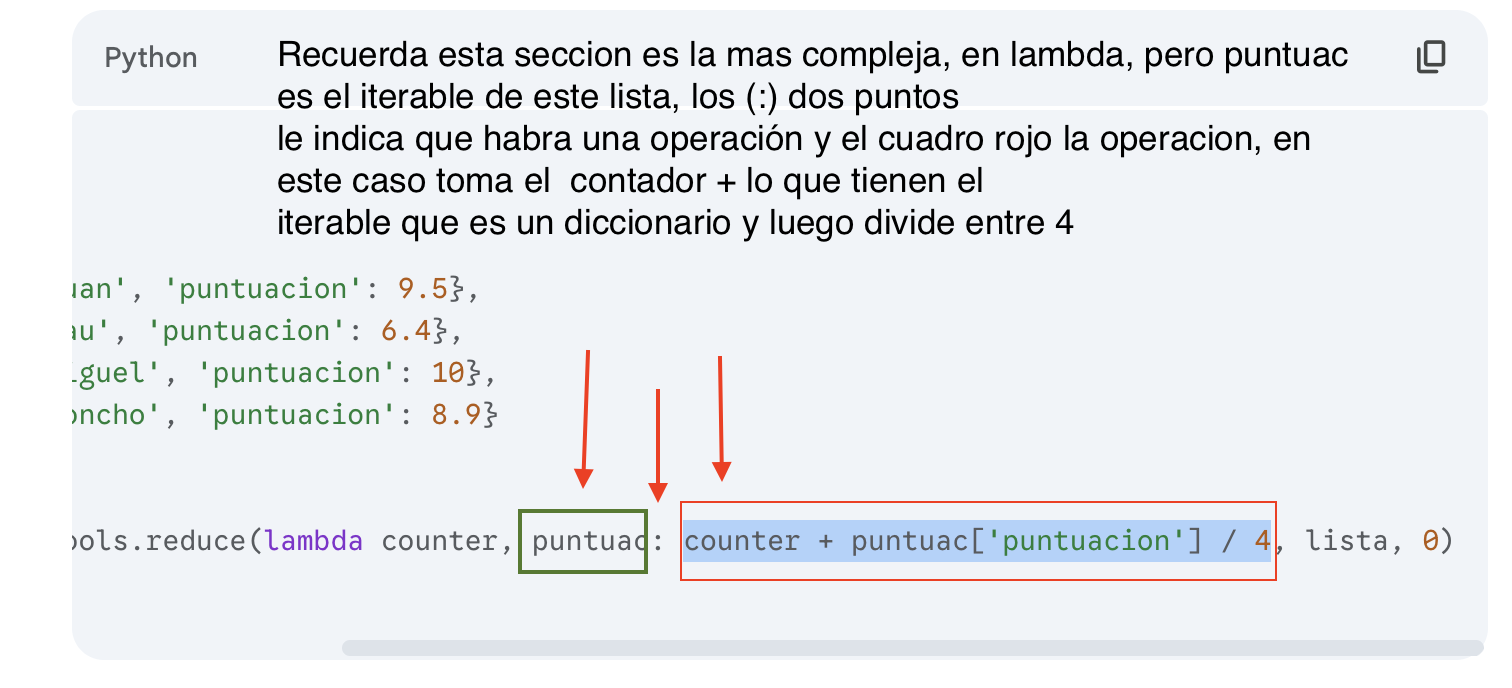 Python
Recuerda esta seccion es la mas compleja, en lambda, pero puntuac
es el iterable de este lista, los (:) dos puntos
le indica que habra una operación y el cuadro rojo la operacion, en
este caso toma el  contador + lo que tienen el
iterable que es un diccionario y luego divide entre 4
uan', 'puntuacion': 9.5},
au', 'puntuacion': 6.4},
iguel', 'puntuacion': 10},
oncho', 'puntuacion': 8.9}
ools.reduce(lambda counter, puntuac: counter + puntuac['puntuacion'] / 4, lista, 0)